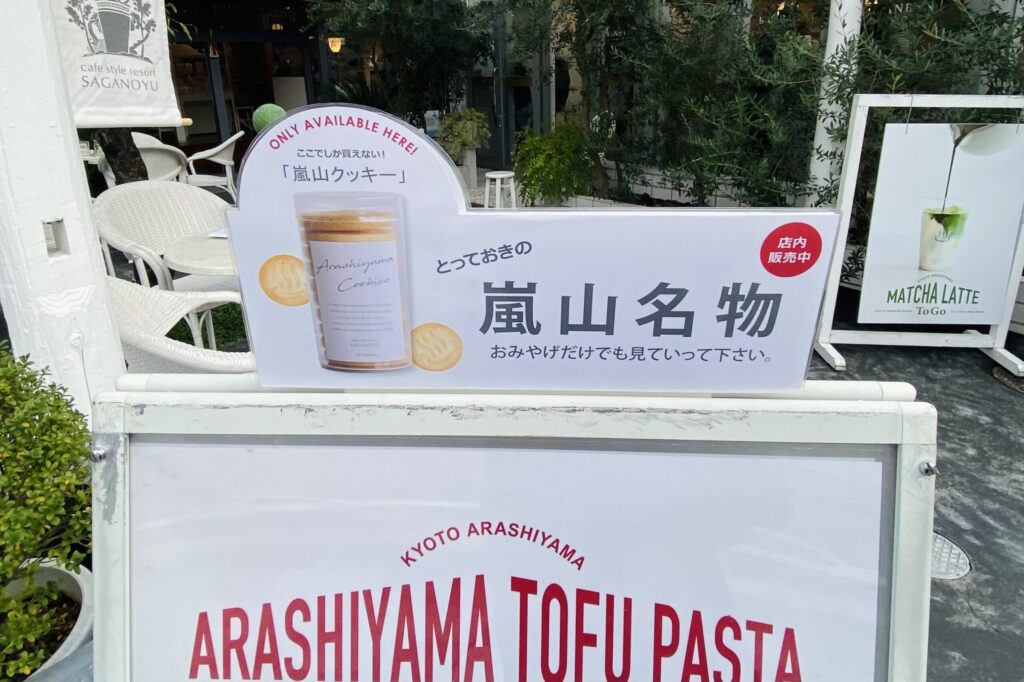 cafe style resort
SAGANOYU
ONLY AVAILABLE HERE!
ここでしか買えない!
「嵐山クッキー」
Arashiyama
Cookies
とっておきの
嵐山名物
おみやげだけでも見ていって下さい。
店内
販売中
MATCHA LATTE
To Go
KYOTO ARASHIYAMA
ARASHIYAMA TOFU PASTA